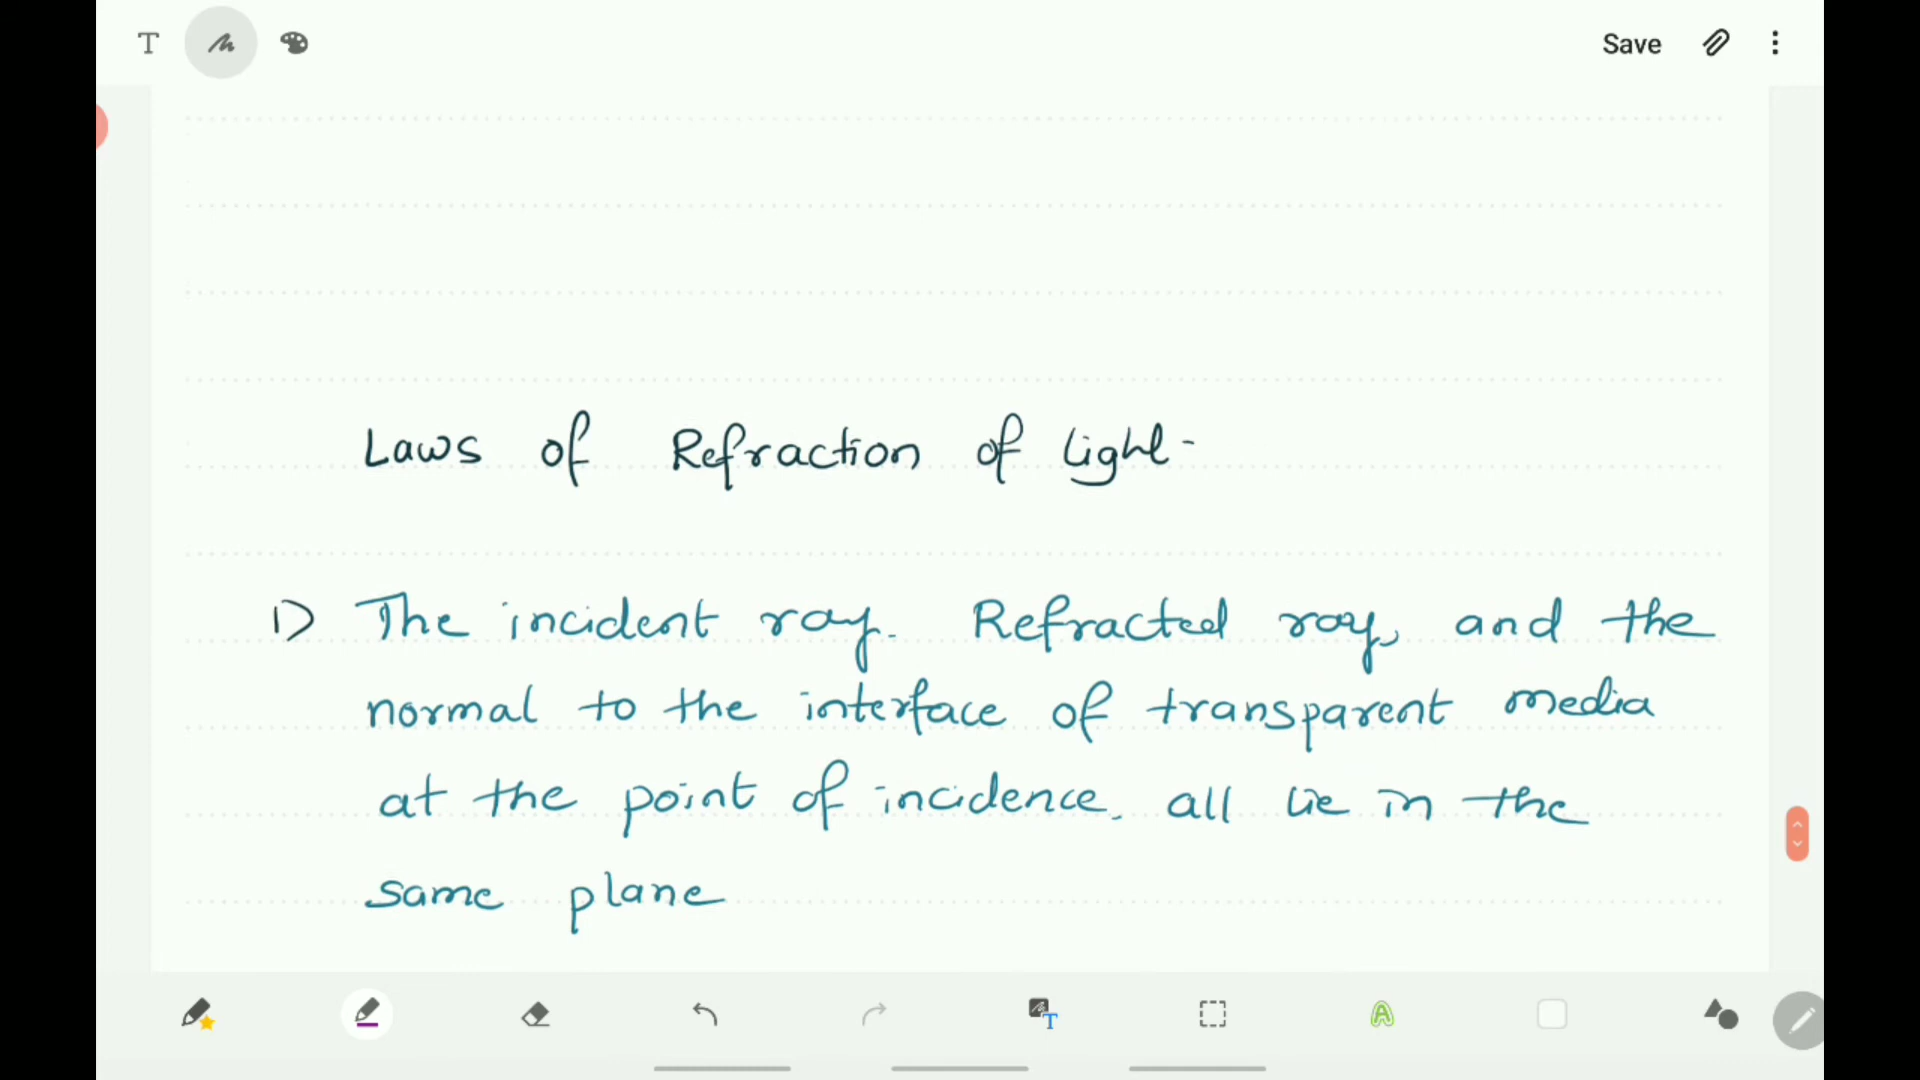 T
Save
Laws of Refraction of Light -
1) The incident ray. Refracted ray, and the
normal to the interface of transparent media
at the point of incidence. all lie in the
same plane
T
A